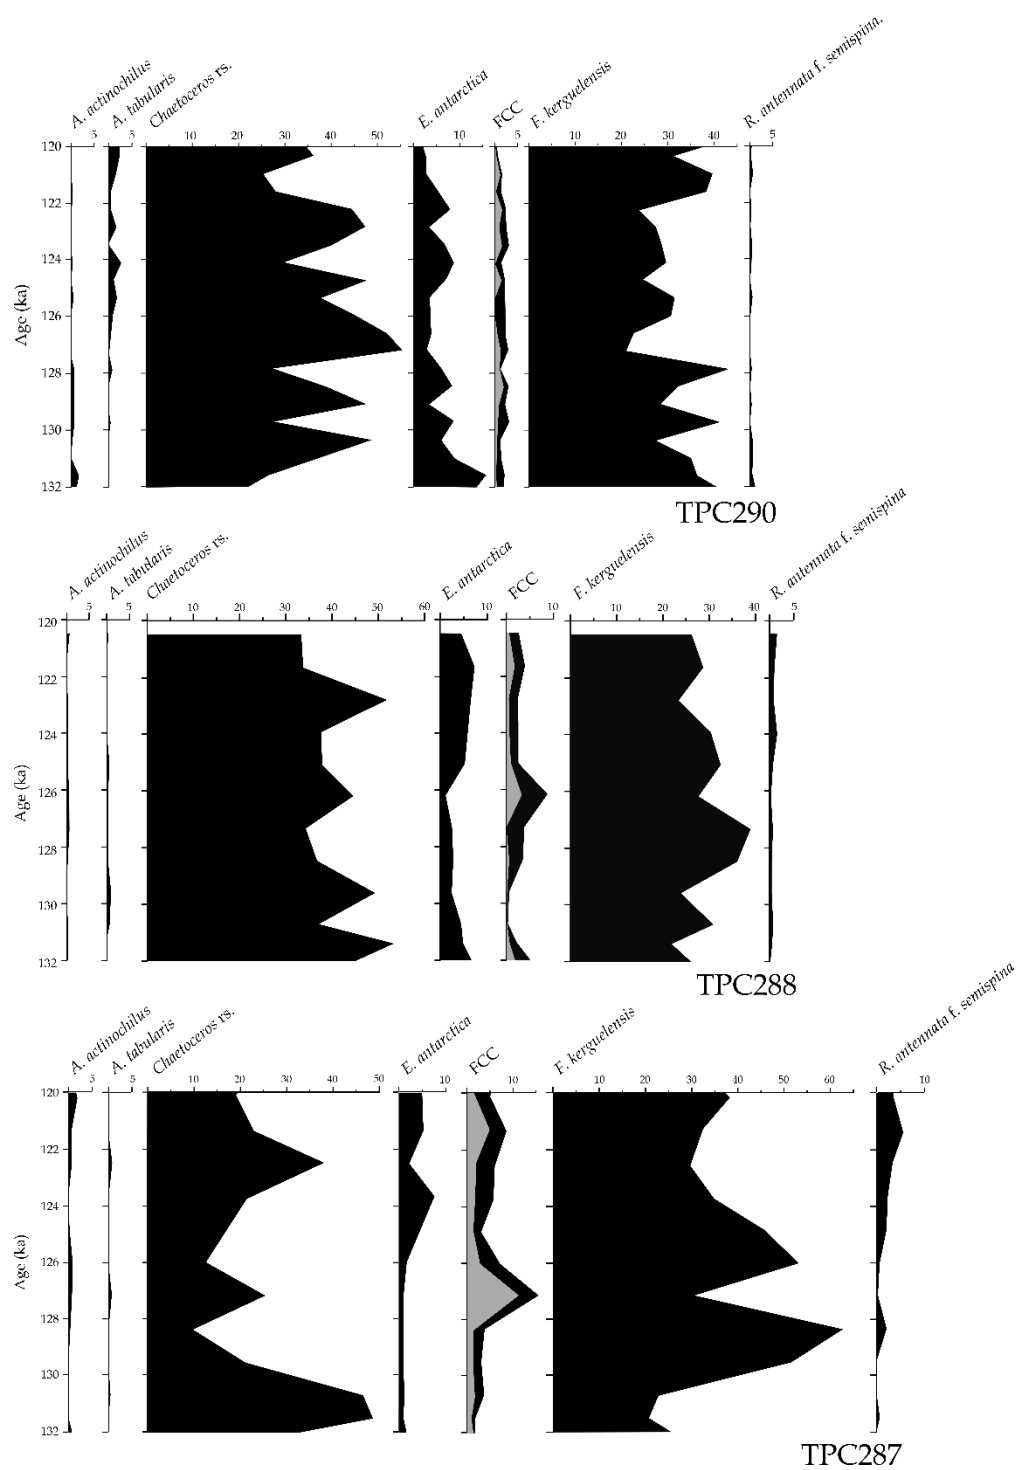 A. actinochilus A. tabularis Chaetoceros rs. E. antarctica FCC F. kerguelensis R. antennata f. semispina.
5 5 10 20 30 40 50 10 5 10 20 30 40 5
120
122
124
126
128
130
132
Age (ka)
TPC290
A. actinochilus A. tabularis Chaetoceros rs. E. antarctica FCC F. kerguelensis R. antennata f. semispina
5 5 10 20 30 40 50 60 10 10 10 20 30 40 5
120
122
124
126
128
130
132
Age (ka)
TPC288
A. actinochilus A. tabularis Chaetoceros rs. E. antarctica FCC F. kerguelensis R. antennata f. semispina
5 5 10 20 30 40 50 10 10 10 20 30 40 50 60 10
120
122
124
126
128
130
132
Age (ka)
TPC287